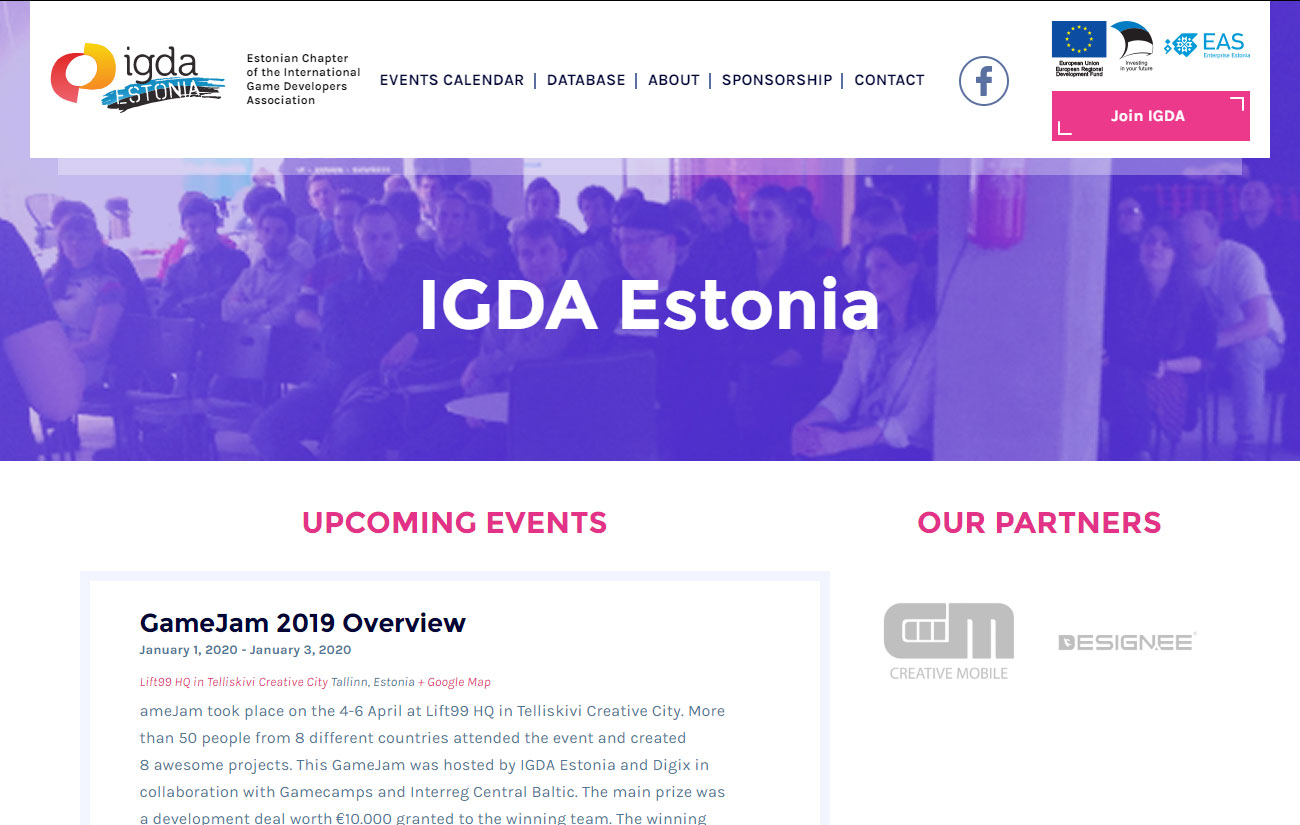 igda
ESTONIA
Estonian Chapter
of the International
Game Developers
Association
EVENTS CALENDAR | DATABASE | ABOUT | SPONSORSHIP | CONTACT
European Union
European Regional
Development Fund
Investing
in your future
EAS
Enterprise Estonia
Join IGDA
IGDA Estonia
UPCOMING EVENTS
GameJam 2019 Overview
January 1, 2020 - January 3, 2020
Lift99 HQ in Telliskivi Creative City Tallinn, Estonia + Google Map
ameJam took place on the 4-6 April at Lift99 HQ in Telliskivi Creative City. More
than 50 people from 8 different countries attended the event and created
8 awesome projects. This GameJam was hosted by IGDA Estonia and Digix in
collaboration with Gamecamps and Interreg Central Baltic. The main prize was
a development deal worth €10.000 granted to the winning team. The winning
OUR PARTNERS
CREATIVE MOBILE
DESIGN.EE